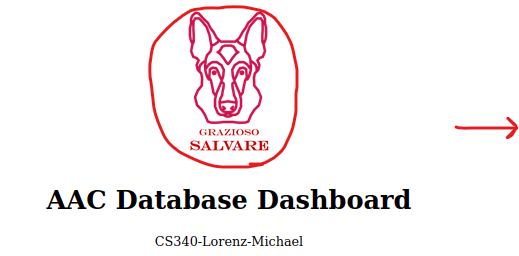 GRAZIOSO
SALVARE
AAC Database Dashboard
CS340-Lorenz-Michael